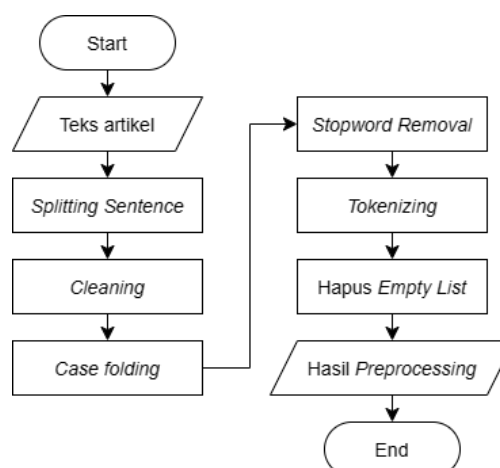 Start
Teks artikel
Splitting Sentence
Cleaning
Case folding
Stopword Removal
Tokenizing
Hapus Empty List
Hasil Preprocessing
End